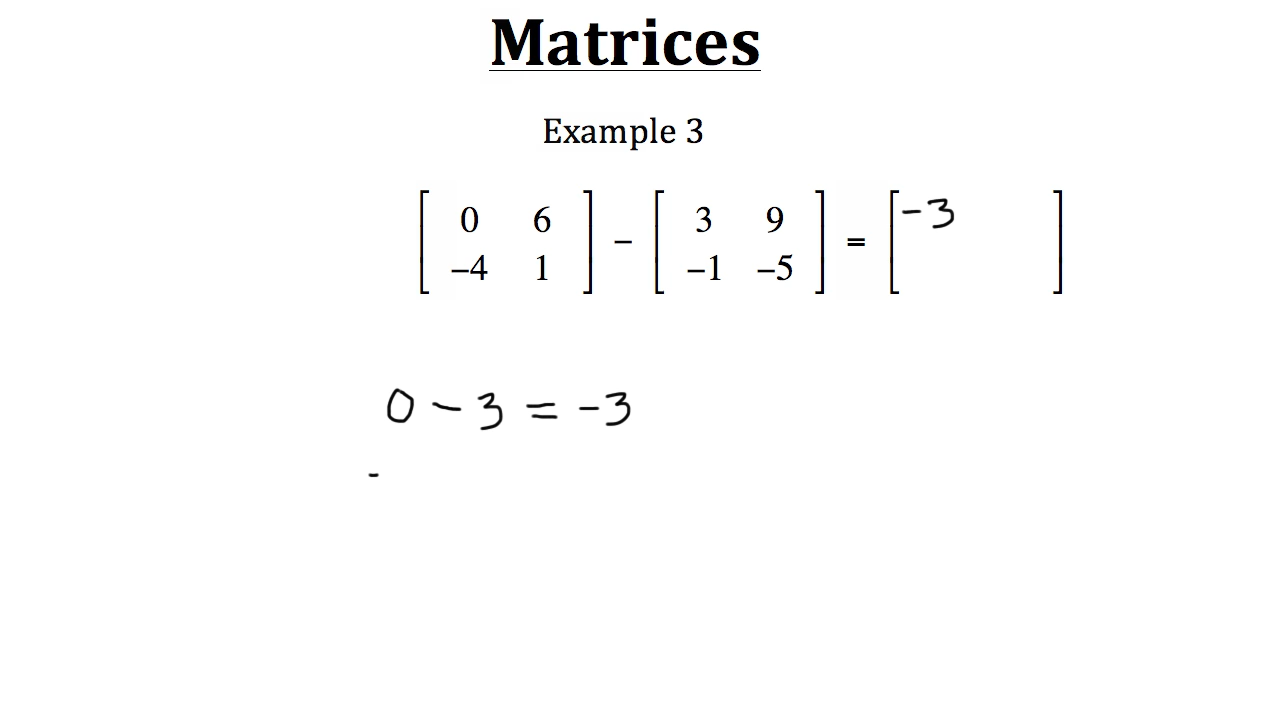 Matrices
Example 3
[ 0 6 ] − [ 3 9 ] = [ -3 ]
[ −4 1 ] [ −1 −5 ]
0 - 3 = -3
-